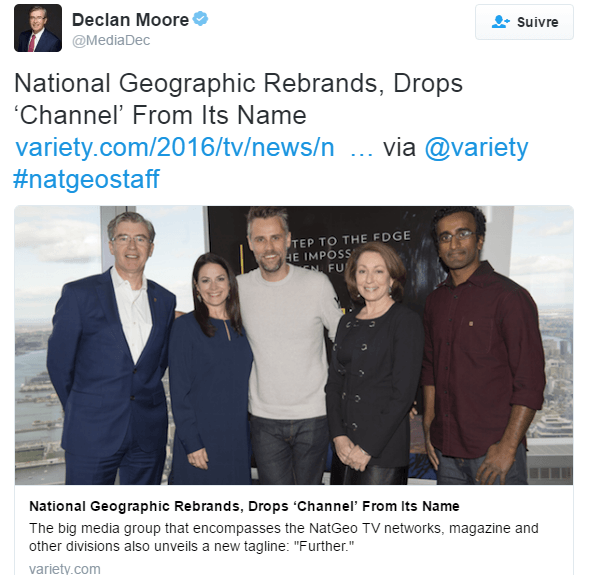 Declan Moore
@MediaDec
Suivre
National Geographic Rebrands, Drops
‘Channel’ From Its Name
variety.com/2016/tv/news/n … via @variety
#natgeostaff
TEP TO THE EDGE
HE IMPOSS
EN. FU
National Geographic Rebrands, Drops ‘Channel’ From Its Name
The big media group that encompasses the NatGeo TV networks, magazine and
other divisions also unveils a new tagline: "Further."
variety.com